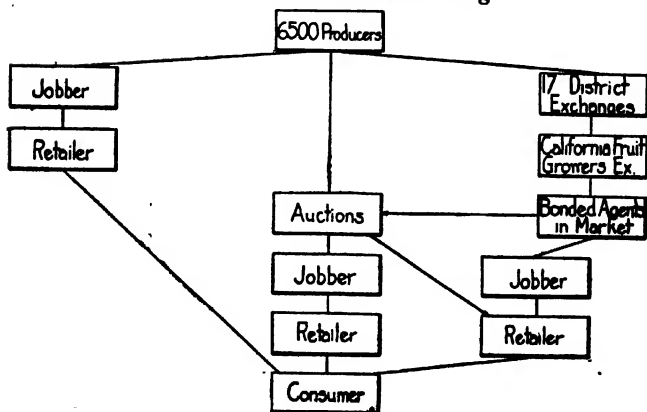 6500 Producers
Jobber
Retailer
17 District
Exchanges
California Fruit
Growers Ex.
Bonded Agents
in Market
Auctions
Jobber
Retailer
Jobber
Retailer
Consumer